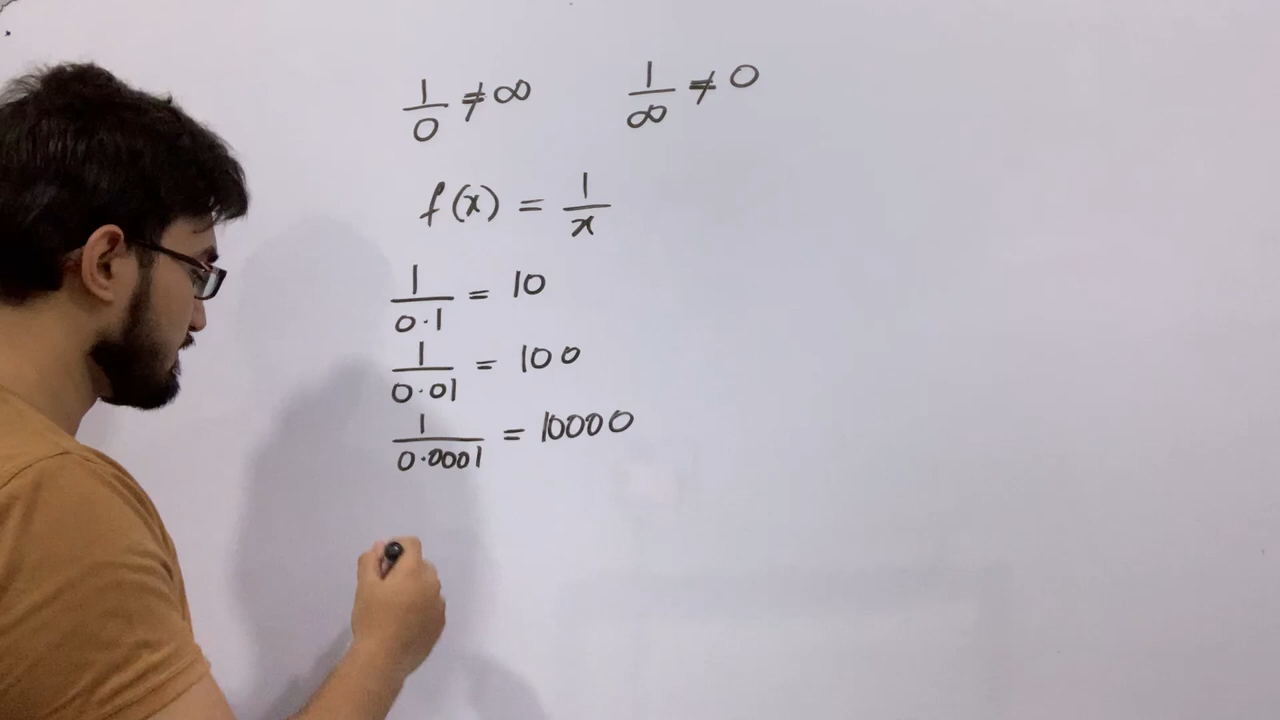 1/0 ≠ ∞    1/∞ ≠ 0
f(x) = 1/x
1/0.1 = 10
1/0.01 = 100
1/0.0001 = 10000